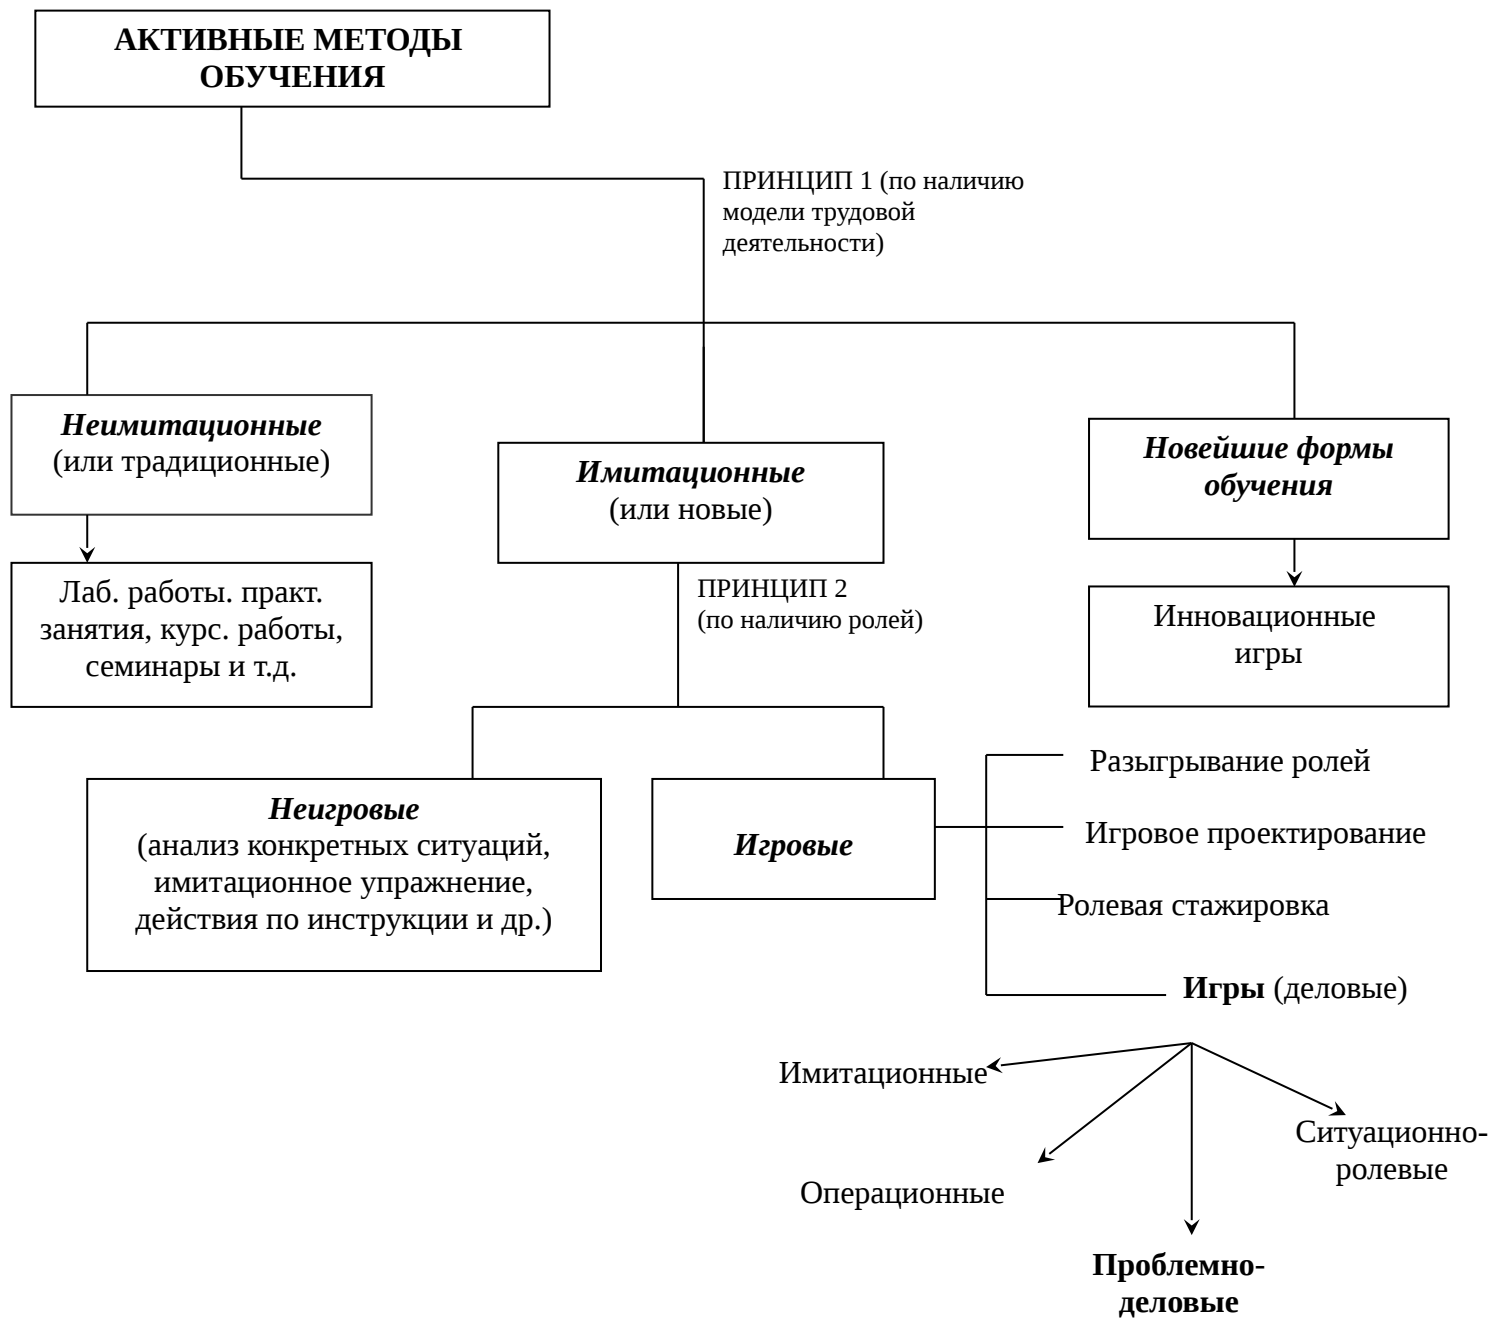 АКТИВНЫЕ МЕТОДЫ
ОБУЧЕНИЯ
ПРИНЦИП 1 (по наличию
модели трудовой
деятельности)
Неимитационные
(или традиционные)
Имитационные
(или новые)
Новейшие формы
обучения
Лаб. работы. практ.
занятия, курс. работы,
семинары и т.д.
ПРИНЦИП 2
(по наличию ролей)
Инновационные
игры
Неигровые
(анализ конкретных ситуаций,
имитационное упражнение,
действия по инструкции и др.)
Игровые
Разыгрывание ролей
Игровое проектирование
Ролевая стажировка
Игры (деловые)
Имитационные
Операционные
Проблемно-
деловые
Ситуационно-
ролевые